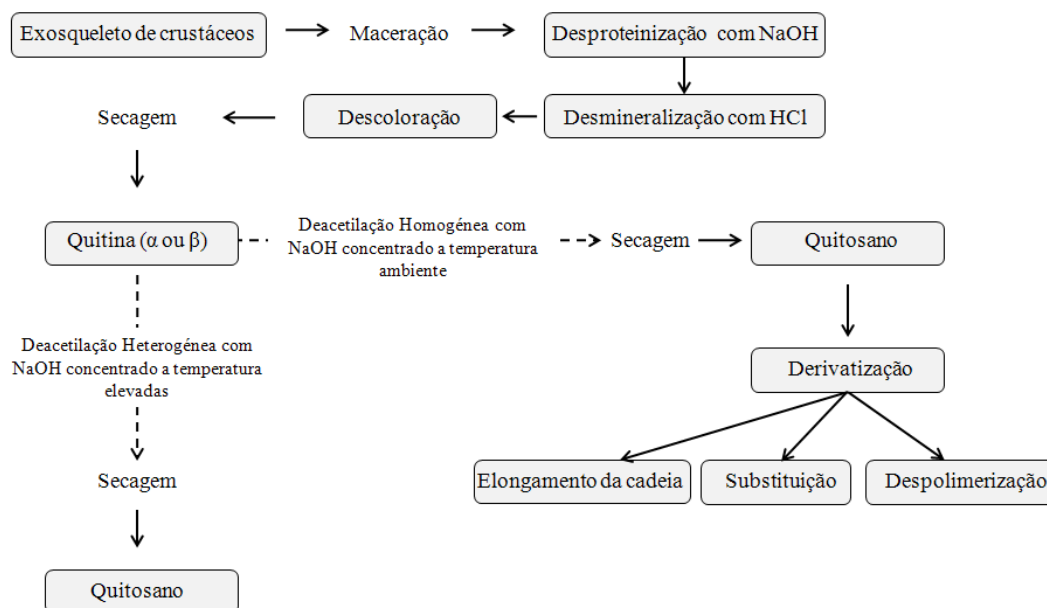 Exosqueleto de crustáceos
Maceração
Desproteinização com NaOH
Secagem
Descoloração
Desmineralização com HCl
Quitina (α ou β)
Deacetilação Homogénea com
NaOH concentrado a temperatura
ambiente
Secagem
Quitosano
Deacetilação Heterogénea com
NaOH concentrado a temperatura
elevadas
Derivatização
Secagem
Elongamento da cadeia
Substituição
Despolimerização
Quitosano